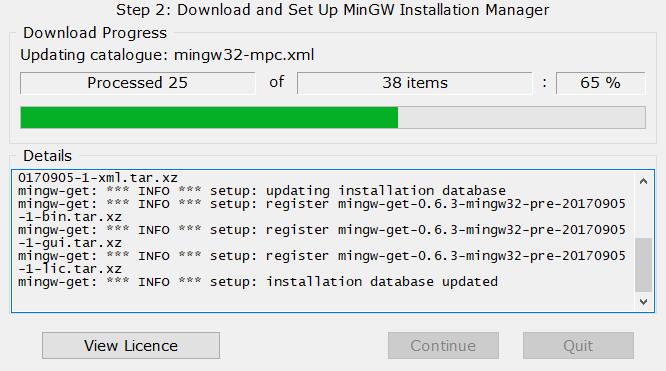 Step 2: Download and Set Up MinGW Installation Manager
Download Progress
Updating catalogue: mingw32-mpc.xml
Processed 25 of 38 items : 65 %
Details
0170905-1-xml.tar.xz
mingw-get: *** INFO *** setup: updating installation database
mingw-get: *** INFO *** setup: register mingw-get-0.6.3-mingw32-pre-20170905
-1-bin.tar.xz
mingw-get: *** INFO *** setup: register mingw-get-0.6.3-mingw32-pre-20170905
-1-gui.tar.xz
mingw-get: *** INFO *** setup: register mingw-get-0.6.3-mingw32-pre-20170905
-1-lic.tar.xz
mingw-get: *** INFO *** setup: installation database updated
View Licence Continue Quit